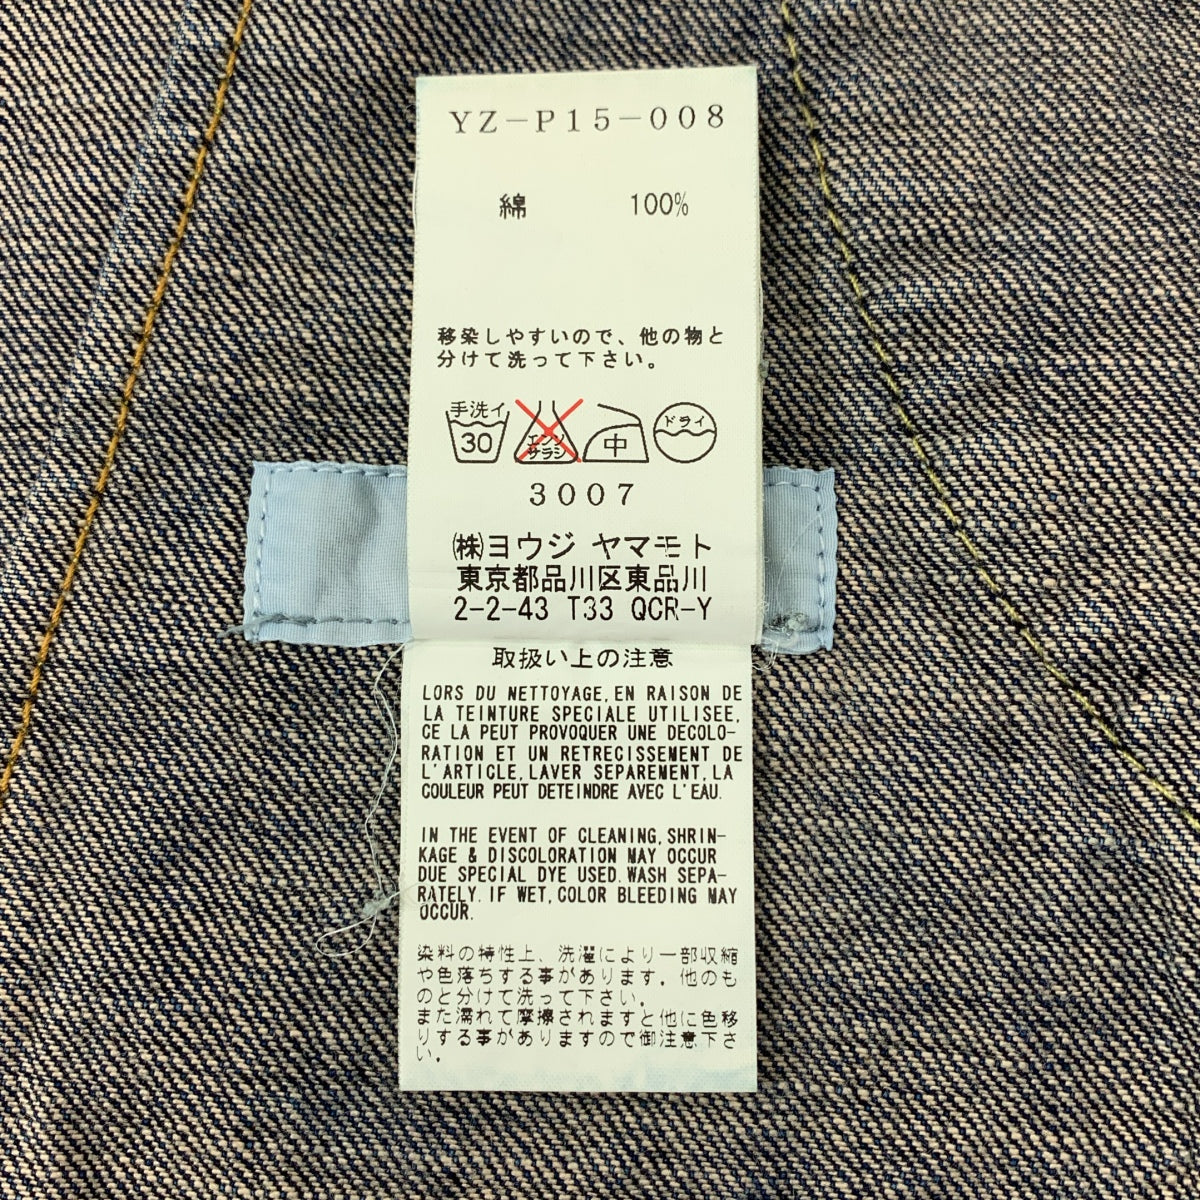 YZ-P15-008
綿 100%
移染しやすいので、他の物と
分けて洗って下さい。
手洗イ エンソ ドライ
30 サラシ 中
3007
㈱ヨウジ ヤマモト
東京都品川区東品川
2-2-43 T33 QCR-Y
取扱い上の注意
LORS DU NETTOYAGE, EN RAISON DE
LA TEINTURE SPECIALE UTILISEE,
CE LA PEUT PROVOQUER UNE DECOLO-
RATION ET UN RETRECISSEMENT DE
L'ARTICLE, LAVER SEPAREMENT, LA
COULEUR PEUT DETEINDRE AVEC L'EAU.
IN THE EVENT OF CLEANING, SHRIN-
KAGE & DISCOLORATION MAY OCCUR
DUE SPECIAL DYE USED. WASH SEPA-
RATELY. IF WET, COLOR BLEEDING MAY
OCCUR.
染料の特性上、洗濯により一部収縮
や色落ちする事があります。他のも
のと分けて洗って下さい。
また濡れて摩擦されますと他に色移
りする事がありますので御注意下さ
い。